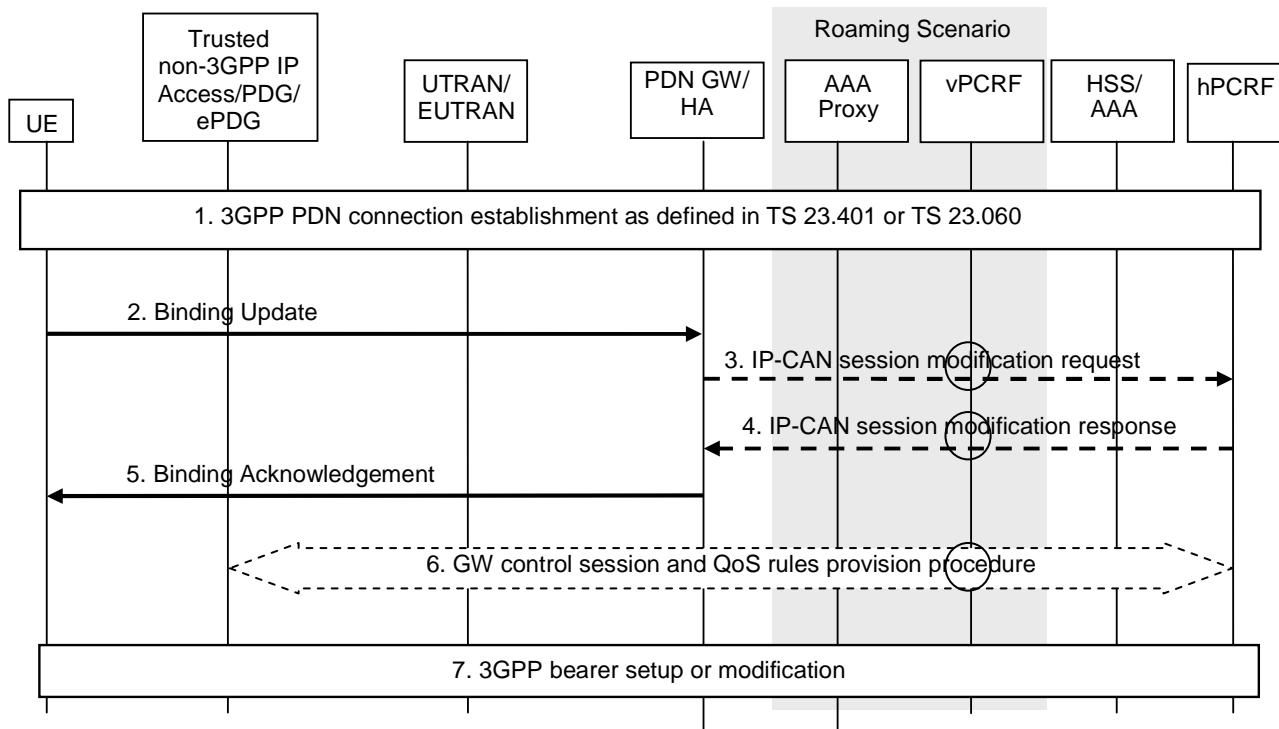 Roaming Scenario
UE
Trusted
non-3GPP IP
Access/PDG/
ePDG
UTRAN/
EUTRAN
PDN GW/
HA
AAA
Proxy
vPCRF
HSS/
AAA
hPCRF
1. 3GPP PDN connection establishment as defined in TS 23.401 or TS 23.060
2. Binding Update
3. IP-CAN session modification request
4. IP-CAN session modification response
5. Binding Acknowledgement
6. GW control session and QoS rules provision procedure
7. 3GPP bearer setup or modification